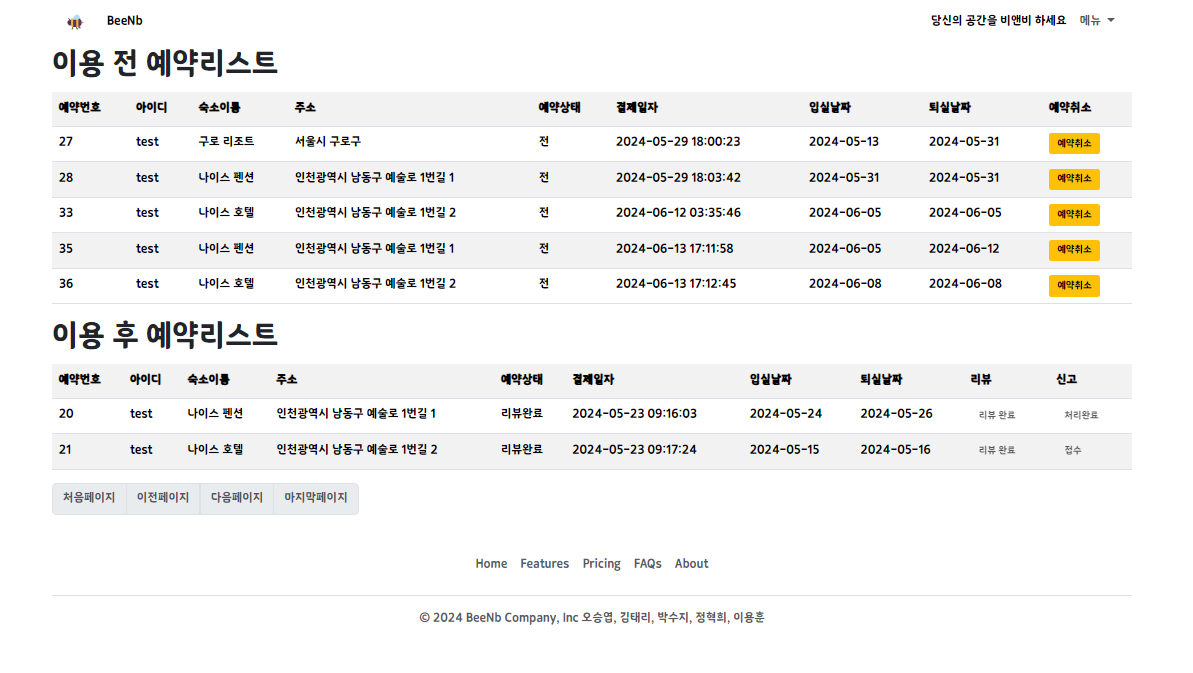 BeeNb 당신의 공간을 비앤비 하세요 메뉴
이용 전 예약리스트
예약번호 아이디 숙소이름 주소 예약상태 결제일자 입실날짜 퇴실날짜 예약취소
27 test 구로 리조트 서울시 구로구 전 2024-05-29 18:00:23 2024-05-13 2024-05-31 예약취소
28 test 나이스 펜션 인천광역시 남동구 예술로 1번길 1 전 2024-05-29 18:03:42 2024-05-31 2024-05-31 예약취소
33 test 나이스 호텔 인천광역시 남동구 예술로 1번길 2 전 2024-06-12 03:35:46 2024-06-05 2024-06-05 예약취소
35 test 나이스 펜션 인천광역시 남동구 예술로 1번길 1 전 2024-06-13 17:11:58 2024-06-05 2024-06-12 예약취소
36 test 나이스 호텔 인천광역시 남동구 예술로 1번길 2 전 2024-06-13 17:12:45 2024-06-08 2024-06-08 예약취소
이용 후 예약리스트
예약번호 아이디 숙소이름 주소 예약상태 결제일자 입실날짜 퇴실날짜 리뷰 신고
20 test 나이스 펜션 인천광역시 남동구 예술로 1번길 1 리뷰완료 2024-05-23 09:16:03 2024-05-24 2024-05-26 리뷰 완료 처리완료
21 test 나이스 호텔 인천광역시 남동구 예술로 1번길 2 리뷰완료 2024-05-23 09:17:24 2024-05-15 2024-05-16 리뷰 완료 접수
처음페이지 이전페이지 다음페이지 마지막페이지
Home Features Pricing FAQs About
© 2024 BeeNb Company, Inc 오승엽, 김태리, 박수지, 정혁희, 이용훈